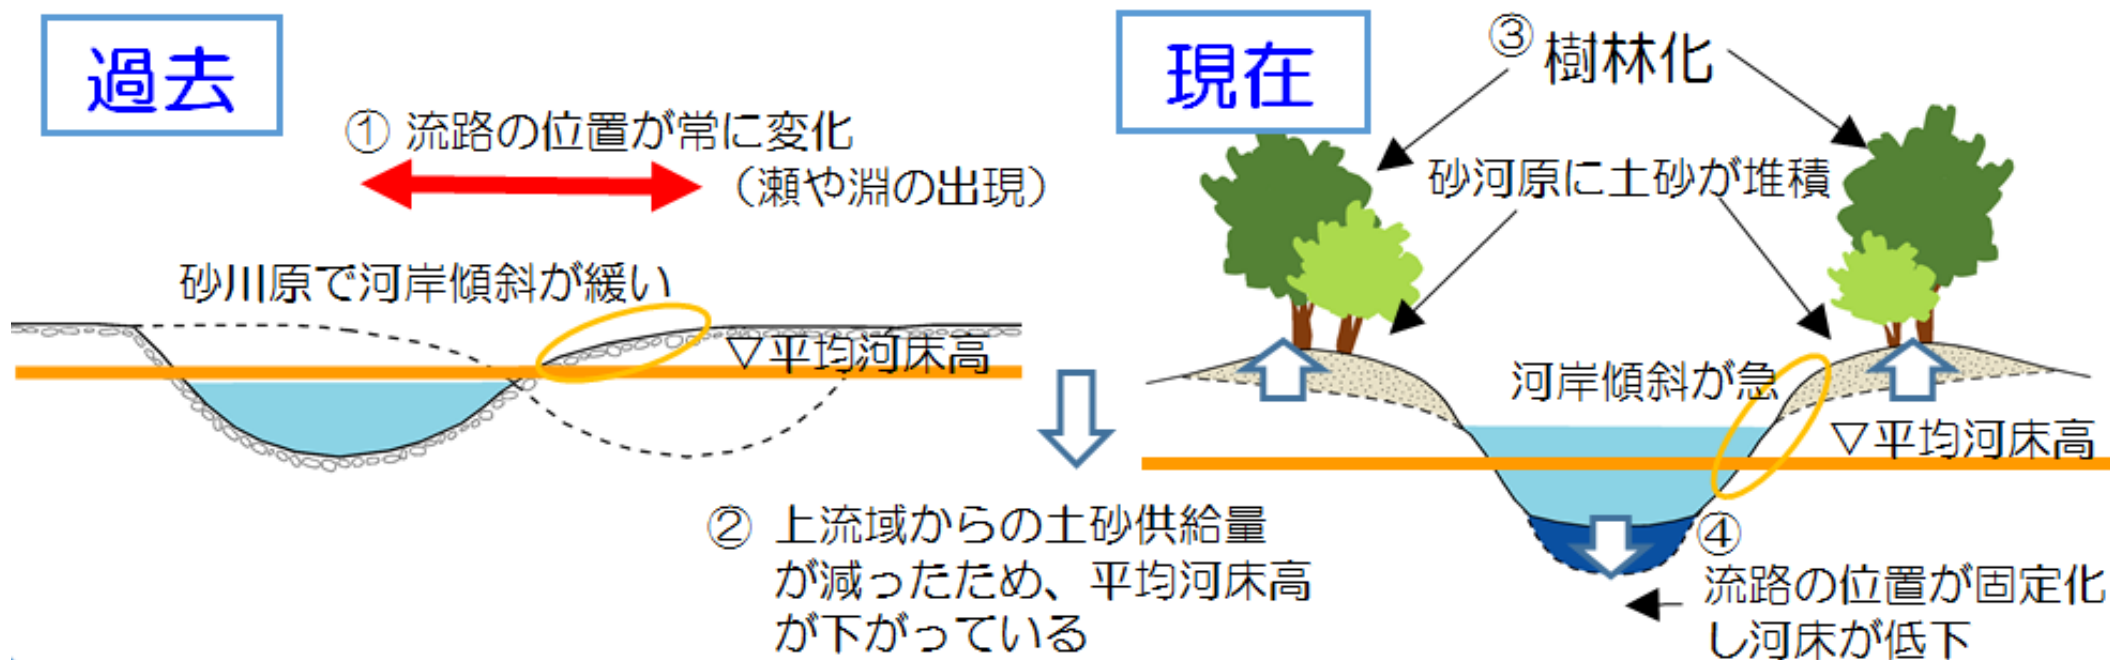 過去
① 流路の位置が常に変化
（瀬や淵の出現）
砂川原で河岸傾斜が緩い
▽平均河床高
② 上流域からの土砂供給量
が減ったため、平均河床高
が下がっている
現在
③樹林化
砂河原に土砂が堆積
河岸傾斜が急
▽平均河床高
④
流路の位置が固定化
し河床が低下